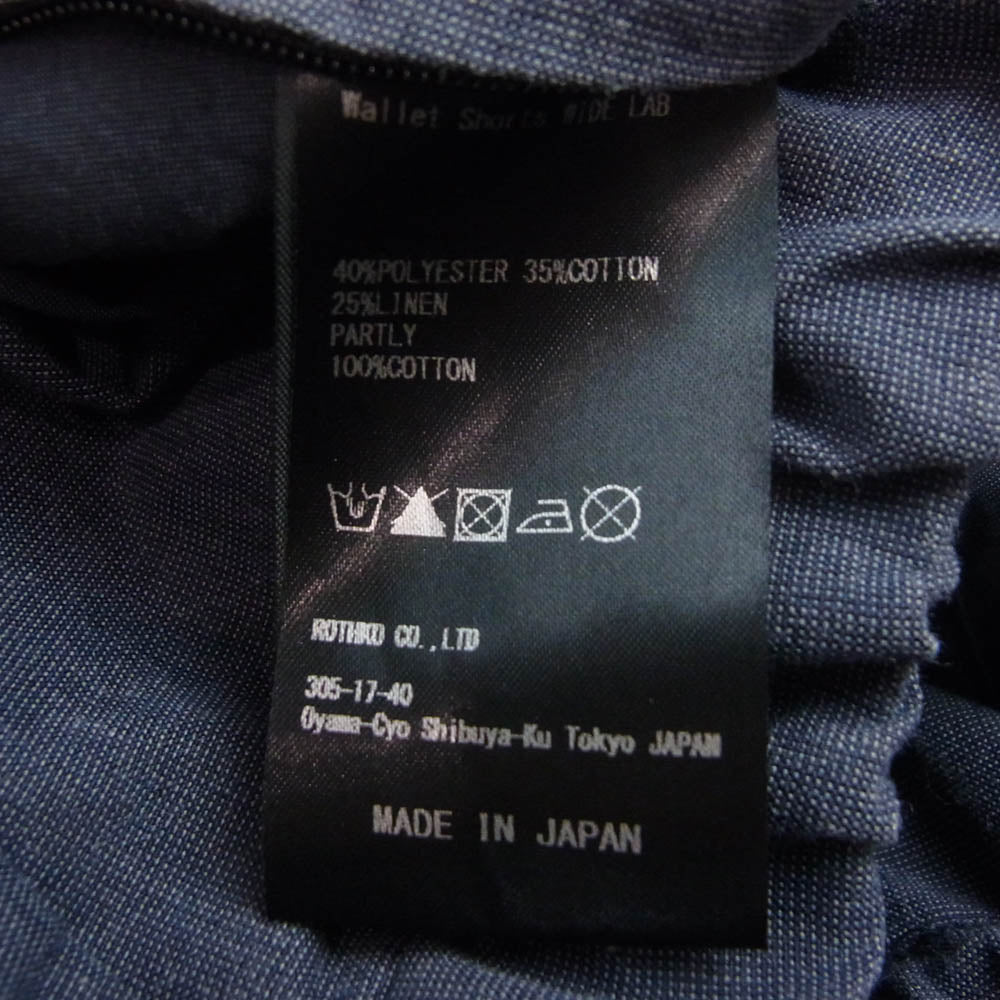 Wallet Shorts WIDE LAB
40%POLYESTER 35%COTTON
25%LINEN
PARTLY
100%COTTON
ROTHKO CO.,LTD
305-17-40
Oyama-Cyo Shibuya-Ku Tokyo JAPAN
MADE IN JAPAN